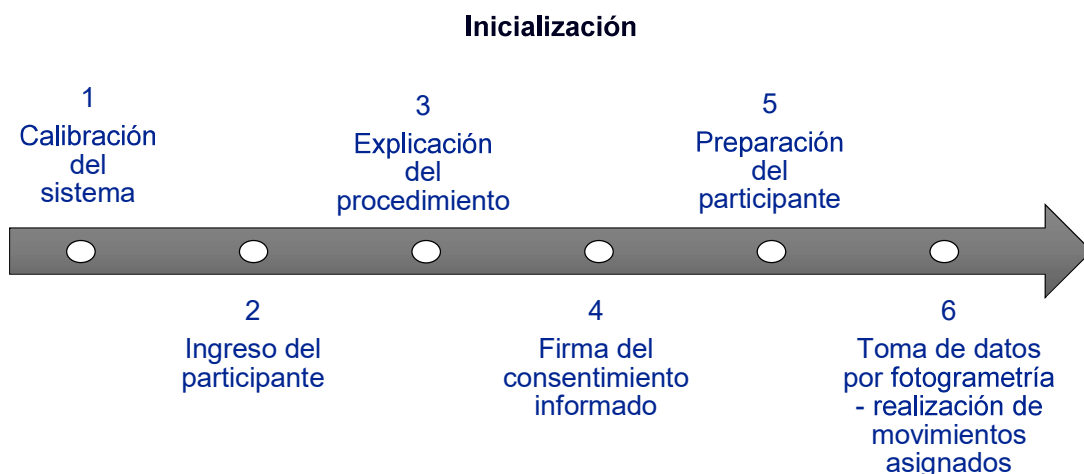 Inicialización
1
Calibración
del
sistema
2
Ingreso del
participante
3
Explicación
del
procedimiento
4
Firma del
consentimiento
informado
5
Preparación
del
participante
6
Toma de datos
por fotogrametría
- realización de
movimientos
asignados